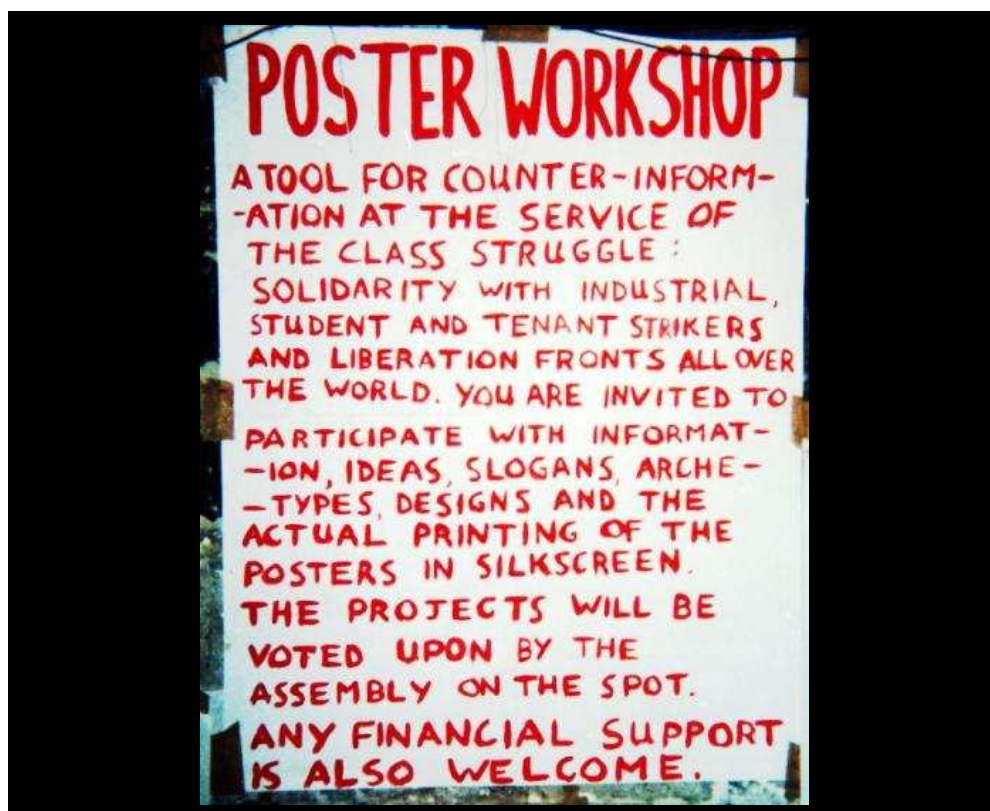 POSTER WORKSHOP
A TOOL FOR COUNTER-INFORM-
-ATION AT THE SERVICE OF
THE CLASS STRUGGLE :
SOLIDARITY WITH INDUSTRIAL,
STUDENT AND TENANT STRIKERS
AND LIBERATION FRONTS ALL OVER
THE WORLD. YOU ARE INVITED TO
PARTICIPATE WITH INFORMAT-
-ION, IDEAS, SLOGANS, ARCHE-
-TYPES, DESIGNS AND THE
ACTUAL PRINTING OF THE
POSTERS IN SILKSCREEN.
THE PROJECTS WILL BE
VOTED UPON BY THE
ASSEMBLY ON THE SPOT.
ANY FINANCIAL SUPPORT
IS ALSO WELCOME.